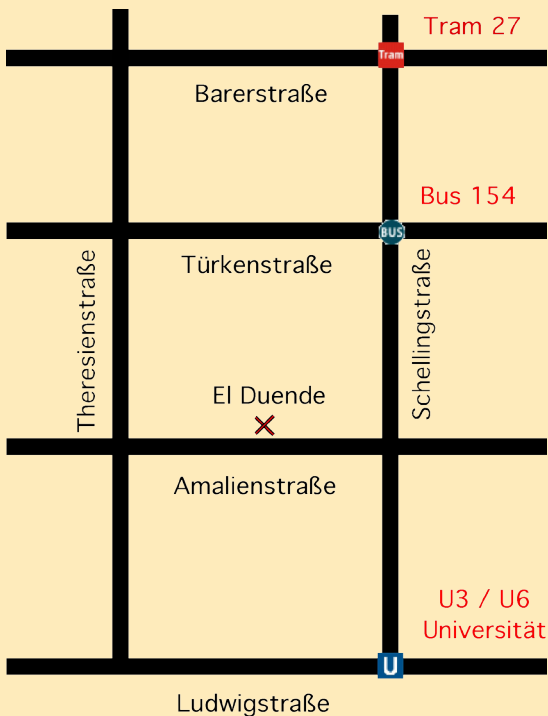 Tram 27
Tram
Barerstraße
Bus 154
BUS
Türkenstraße
Theresienstraße
Schellingstraße
El Duende
Amalienstraße
U3 / U6
Universität
U
Ludwigstraße